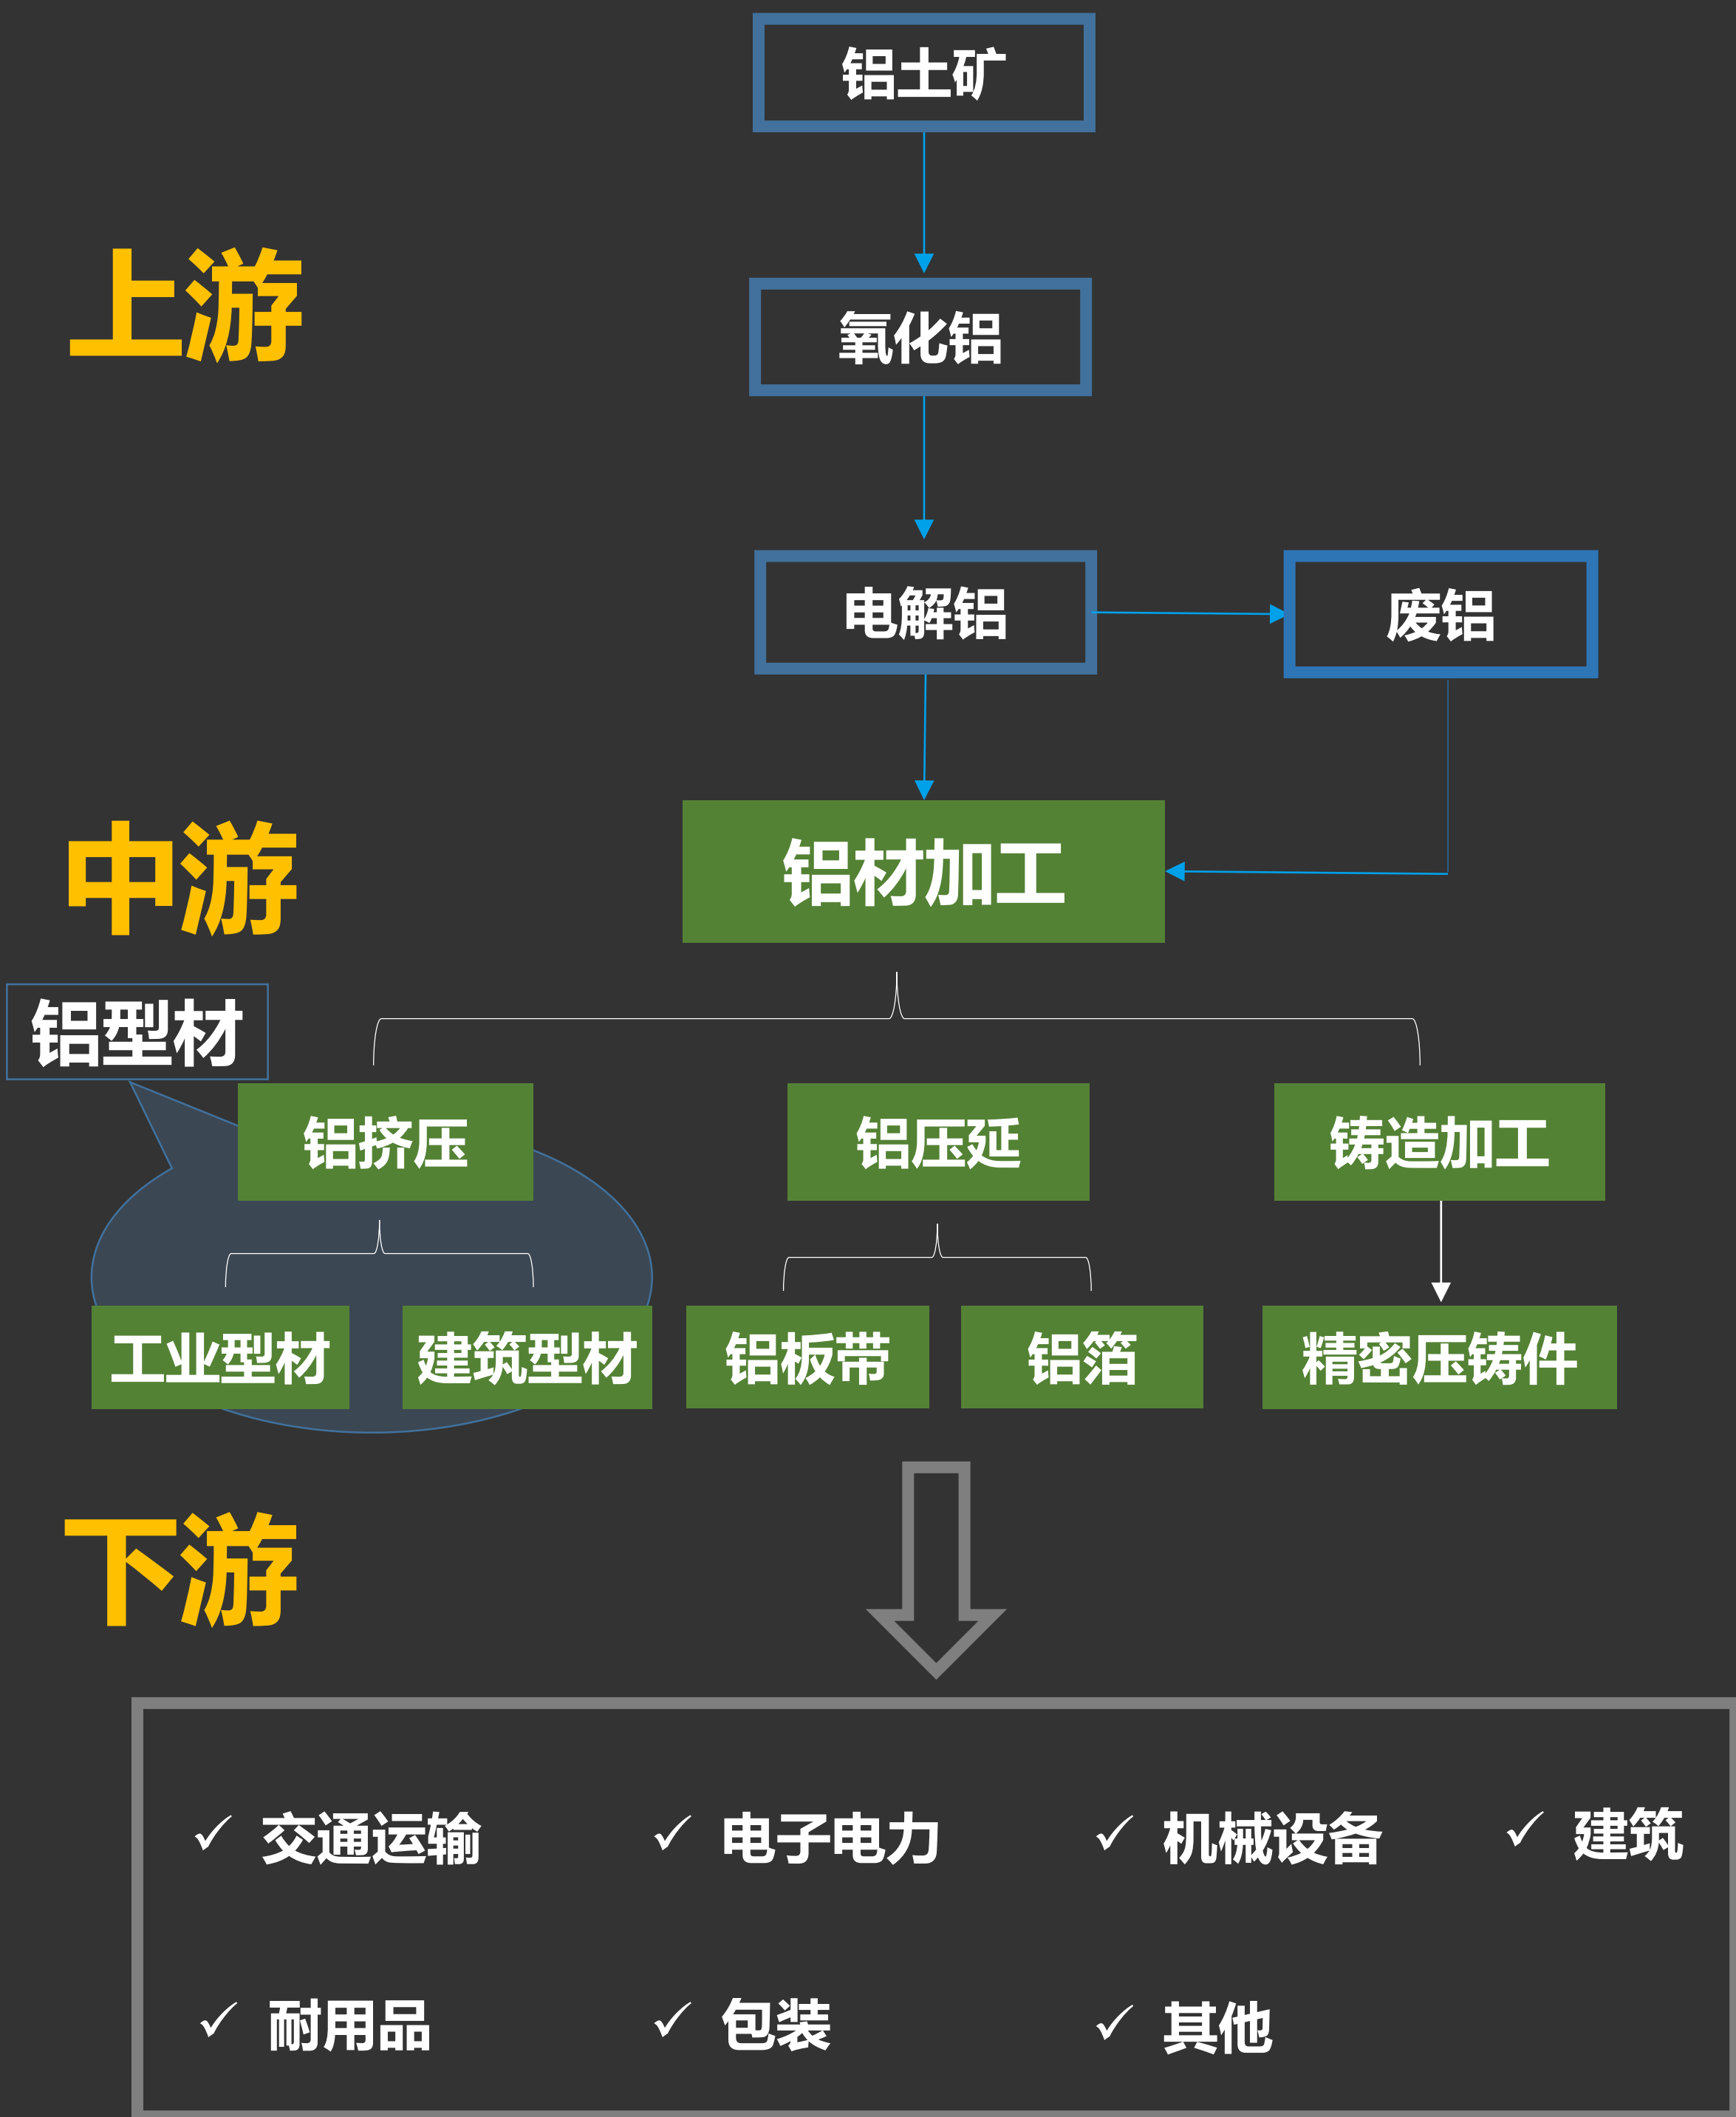 铝土矿
上游
氧化铝
电解铝
废铝
中游
铝材加工
铝型材
铝挤压
铝压延
铸造加工
工业型材
建筑型材
铝板带
铝箔
精密压铸件
下游
✓ 交通运输
✓ 电子电力
✓ 机械设备
✓ 建筑
✓ 耐用品
✓ 包装
✓ 其他